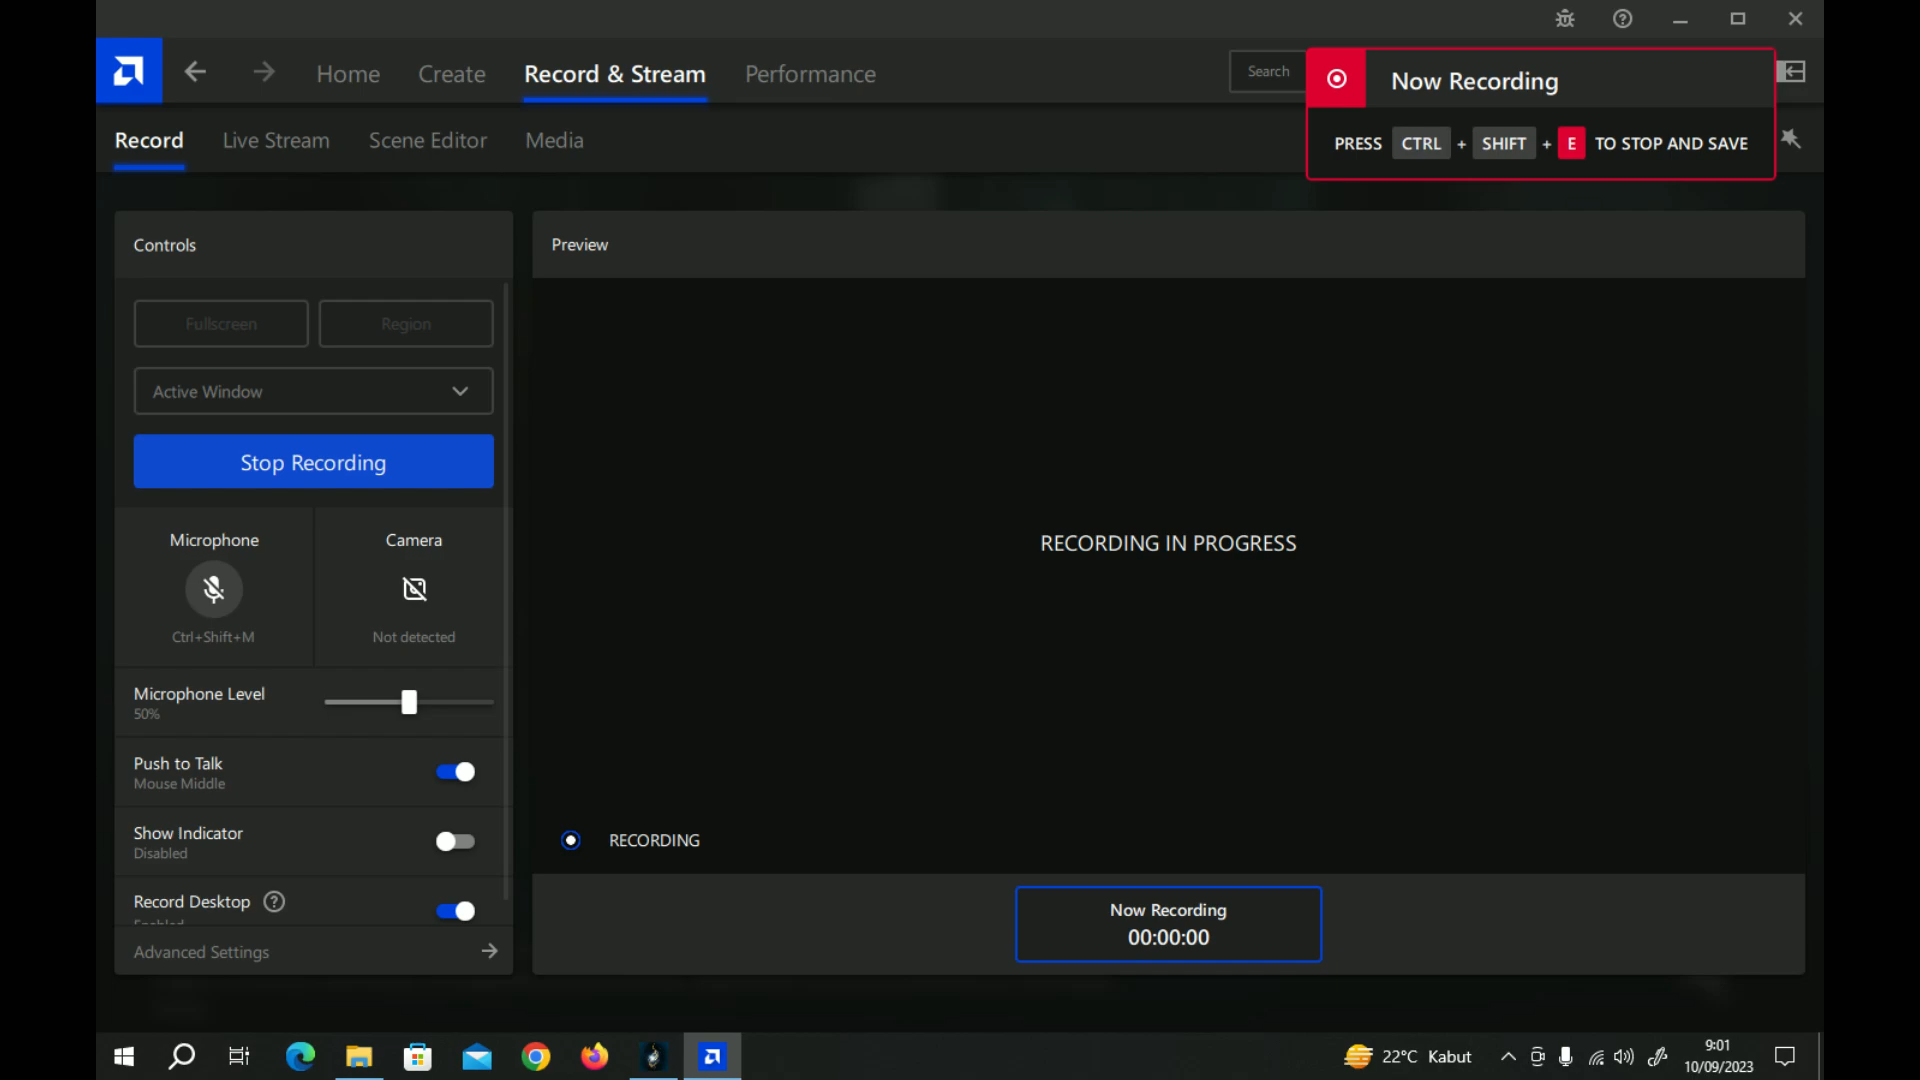 Home Create Record & Stream Performance Search
Now Recording
PRESS CTRL + SHIFT + E TO STOP AND SAVE
Record Live Stream Scene Editor Media
Controls
Fullscreen Region
Active Window
Stop Recording
Microphone Camera
Ctrl+Shift+M Not detected
Microphone Level
50%
Push to Talk
Mouse Middle
Show Indicator
Disabled
Record Desktop
Enabled
Advanced Settings
Preview
RECORDING IN PROGRESS
RECORDING
Now Recording
00:00:00
22°C Kabut
9:01
10/09/2023